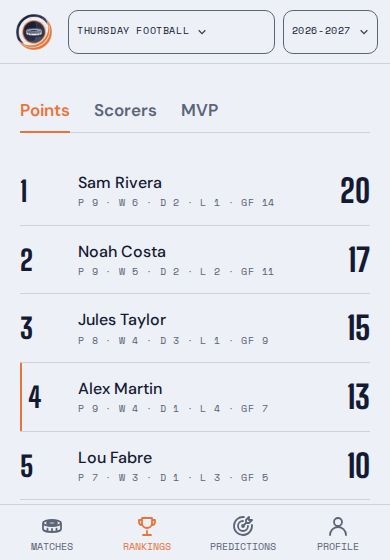 THURSDAY FOOTBALL 2026-2027
Points Scorers MVP
1 Sam Rivera 20
P 9 · W 6 · D 2 · L 1 · GF 14
2 Noah Costa 17
P 9 · W 5 · D 2 · L 2 · GF 11
3 Jules Taylor 15
P 8 · W 4 · D 3 · L 1 · GF 9
4 Alex Martin 13
P 9 · W 4 · D 1 · L 4 · GF 7
5 Lou Fabre 10
P 7 · W 3 · D 1 · L 3 · GF 5
MATCHES RANKINGS PREDICTIONS PROFILE